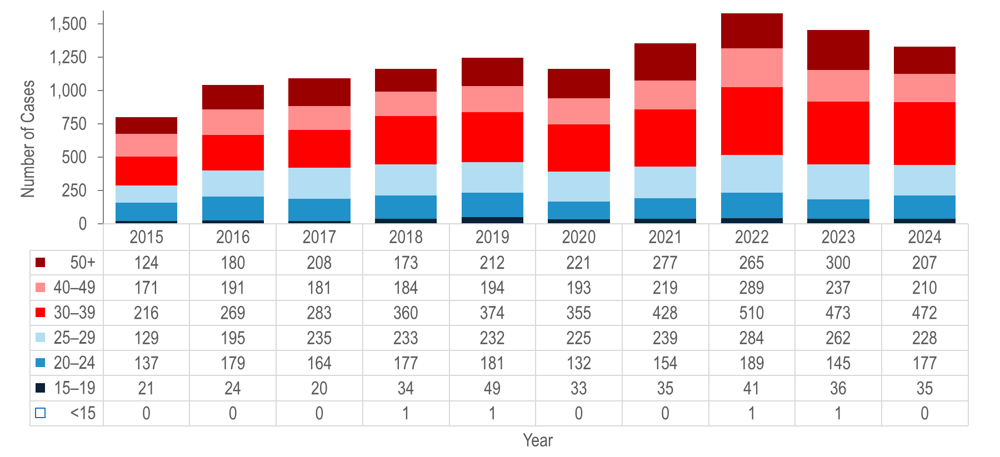 1,500
1,250
1,000
750
500
250
0
Number of Cases
2015 2016 2017 2018 2019 2020 2021 2022 2023 2024
50+ 124 180 208 173 212 221 277 265 300 207
40–49 171 191 181 184 194 193 219 289 237 210
30–39 216 269 283 360 374 355 428 510 473 472
25–29 129 195 235 233 232 225 239 284 262 228
20–24 137 179 164 177 181 132 154 189 145 177
15–19 21 24 20 34 49 33 35 41 36 35
<15 0 0 0 1 1 0 0 1 1 0
Year